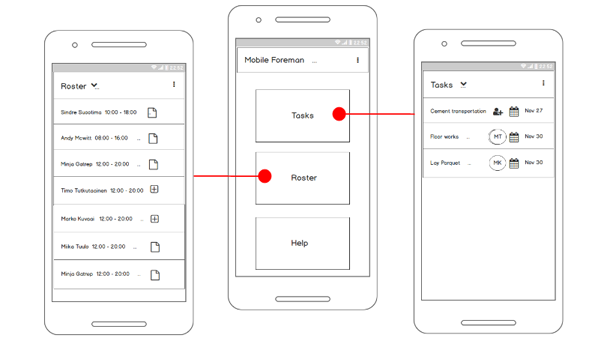 Roster
Sindre Suootima 10:00 - 18:00
Andy Mcwitt 08:00 - 16:00 ...
Minja Gatrep 12:00 - 20:00 ...
Timo Tutkutsainen 12:00 - 20:00
Marko Kuvaai 12:00 - 20:00 ...
Mika Tuulo 12:00 - 20:00 ...
Minja Gatrep 12:00 - 20:00 ...
Mobile Foreman ...
Tasks
Roster
Help
Tasks
Cement transportation Nov 27
Floor works ... MT Nov 30
Lay Parquet ... MK Nov 30